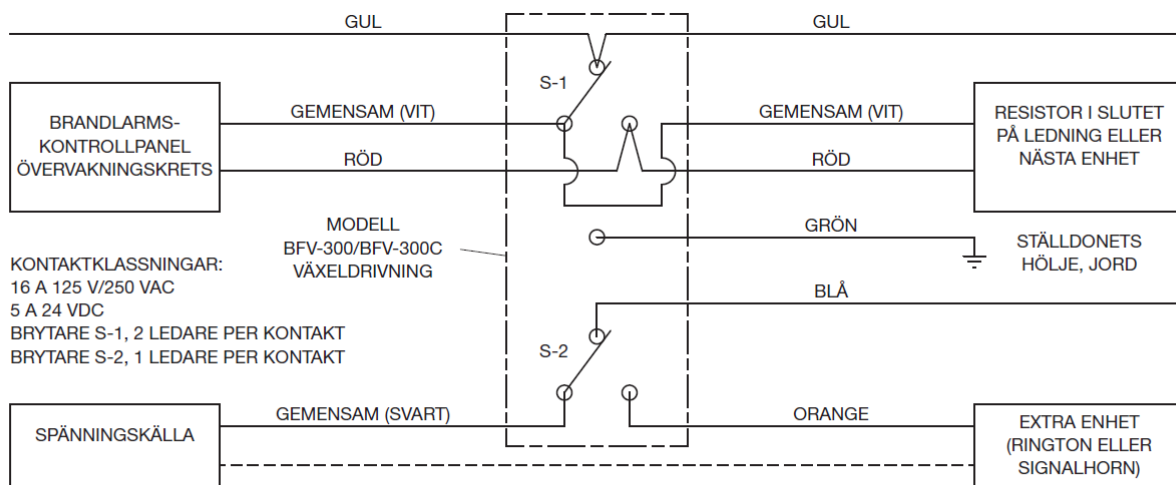 GUL
GUL
S-1
BRANDLARMS-
KONTROLLPANEL
ÖVERVAKNINGSKRETS
GEMENSAM (VIT)
RÖD
GEMENSAM (VIT)
RÖD
RESISTOR I SLUTET
PÅ LEDNING ELLER
NÄSTA ENHET
MODELL
BFV-300/BFV-300C
VÄXELDRIVNING
GRÖN
STÄLLDONETS
HÖLJE, JORD
KONTAKTKLASSNINGAR:
16 A 125 V/250 VAC
5 A 24 VDC
BRYTARE S-1, 2 LEDARE PER KONTAKT
BRYTARE S-2, 1 LEDARE PER KONTAKT
BLÅ
S-2
SPÄNNINGSKÄLLA
GEMENSAM (SVART)
ORANGE
EXTRA ENHET
(RINGTON ELLER
SIGNALHORN)